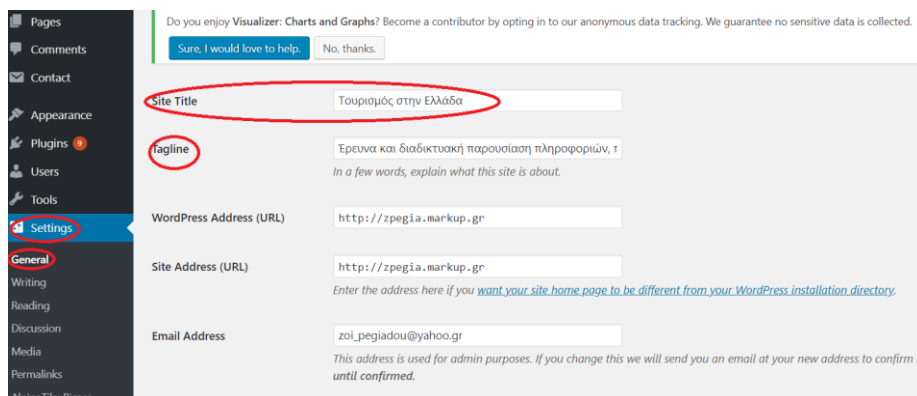 Pages
Comments
Contact
Appearance
Plugins 9
Users
Tools
Settings
General
Writing
Reading
Discussion
Media
Permalinks
Do you enjoy Visualizer: Charts and Graphs? Become a contributor by opting in to our anonymous data tracking. We guarantee no sensitive data is collected.
Sure, I would love to help. No, thanks.
Site Title Τουρισμός στην Ελλάδα
Tagline Έρευνα και διαδικτυακή παρουσίαση πληροφοριών, τ
In a few words, explain what this site is about.
WordPress Address (URL) http://zpegia.markup.gr
Site Address (URL) http://zpegia.markup.gr
Enter the address here if you want your site home page to be different from your WordPress installation directory.
Email Address zoi_pegiadou@yahoo.gr
This address is used for admin purposes. If you change this we will send you an email at your new address to confirm
until confirmed.